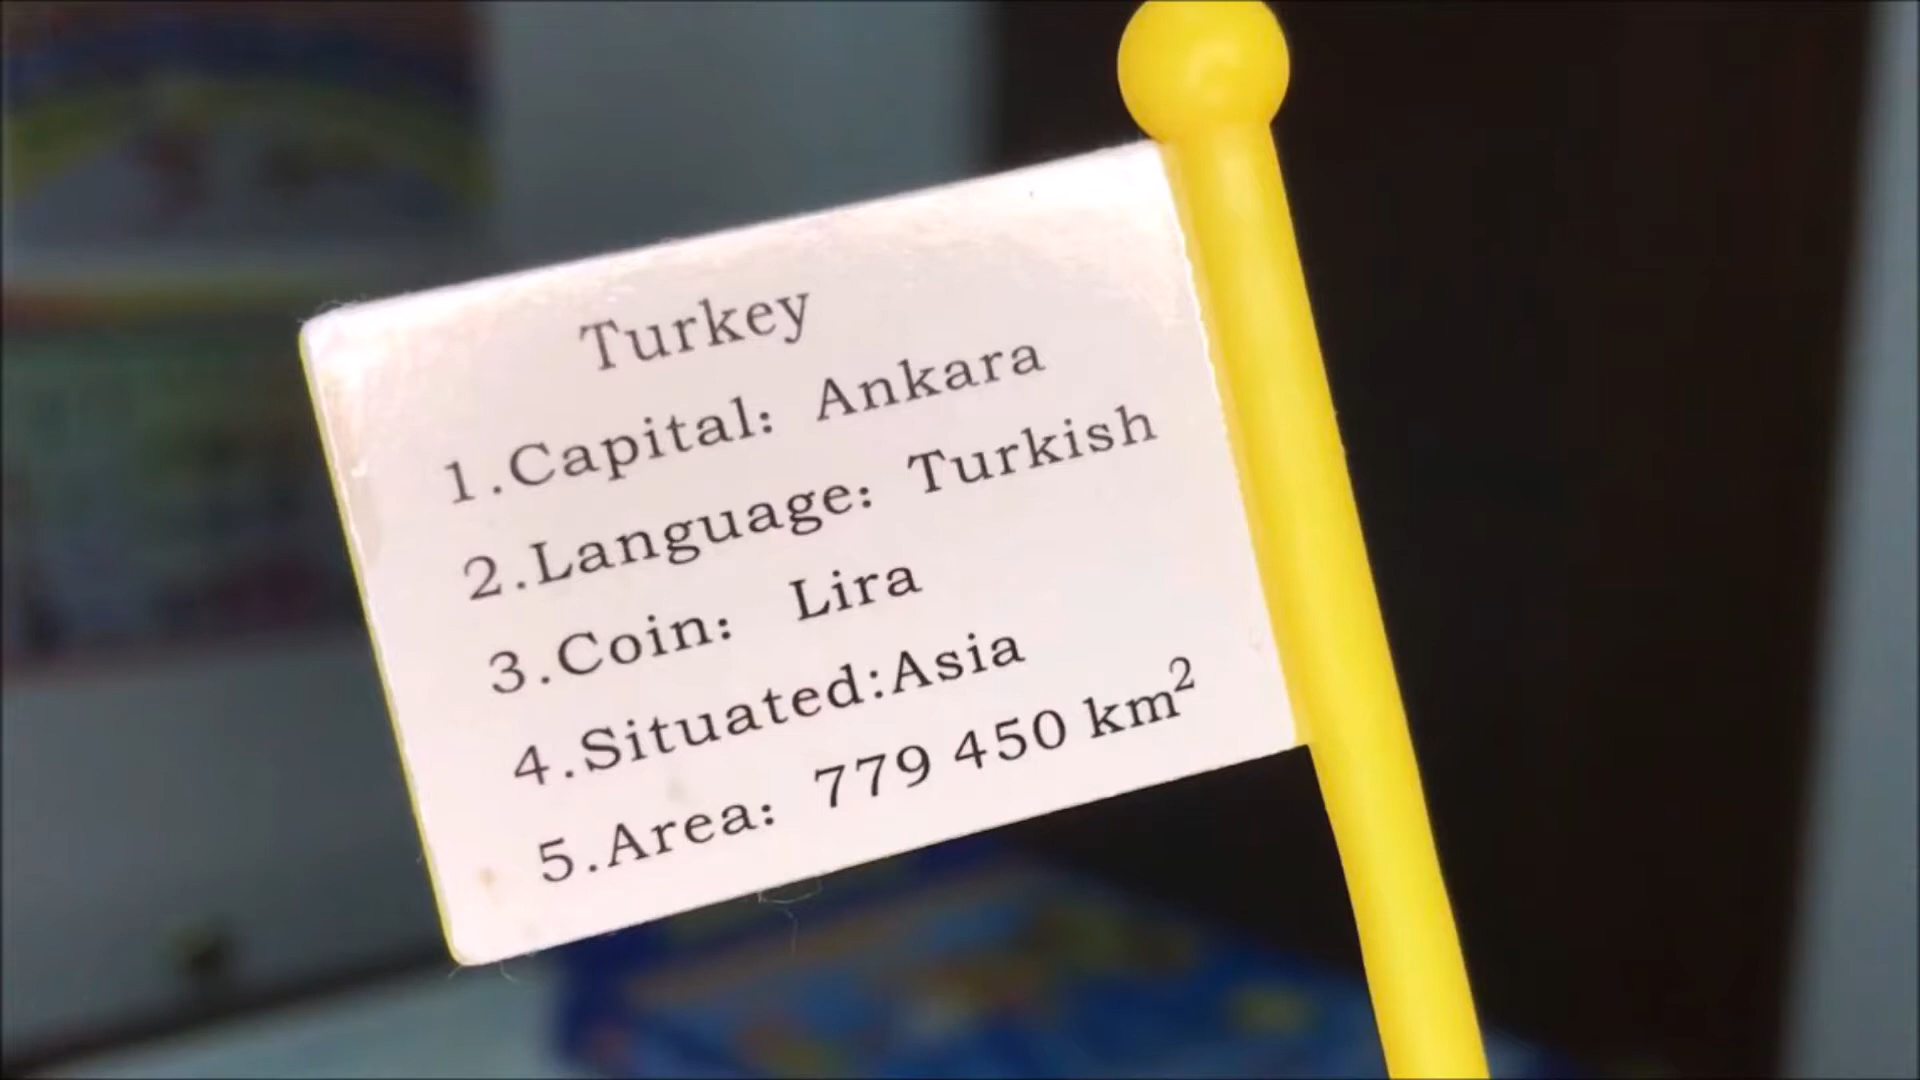 Turkey
1.Capital: Ankara
2.Language: Turkish
3.Coin: Lira
4.Situated:Asia
5.Area: 779 450 km²